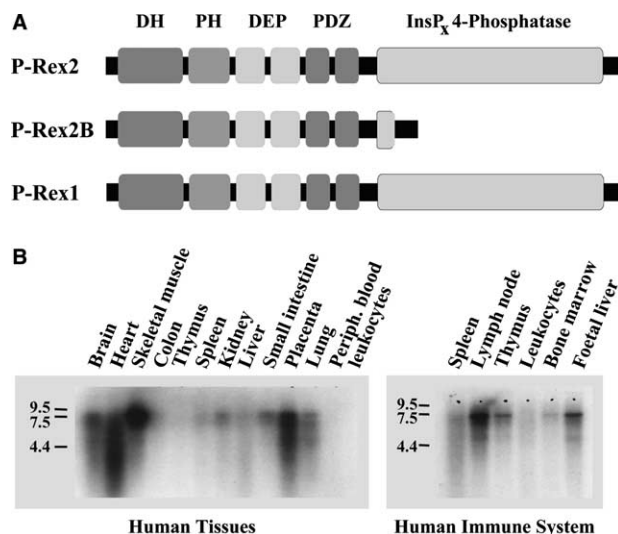 A
DH PH DEP PDZ InsPx 4-Phosphatase
P-Rex2
P-Rex2B
P-Rex1
B
Brain
Heart
Skeletal muscle
Colon
Thymus
Spleen
Kidney
Liver
Small intestine
Placenta
Lung
Periph. blood
leukocytes
9.5
7.5
4.4
Human Tissues
Spleen
Lymph node
Thymus
Leukocytes
Bone marrow
Foetal liver
9.5
7.5
4.4
Human Immune System